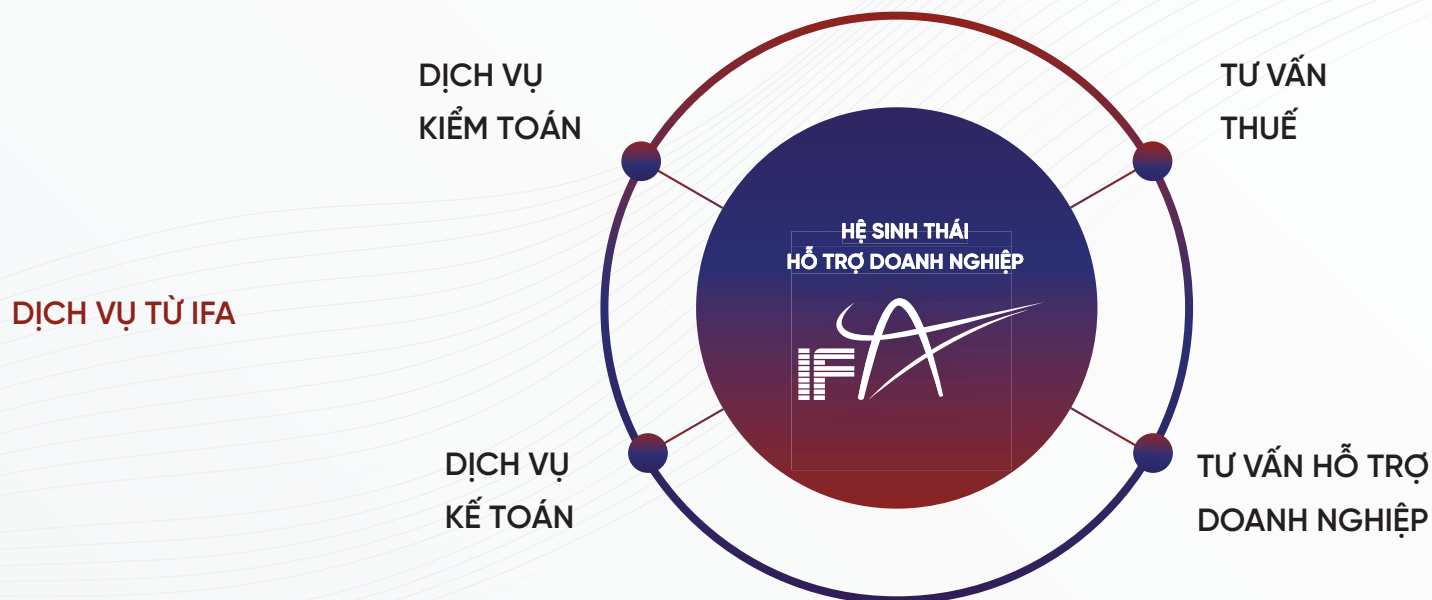 DỊCH VỤ TỪ IFA
DỊCH VỤ
KIỂM TOÁN
TƯ VẤN
THUẾ
HỆ SINH THÁI
HỖ TRỢ DOANH NGHIỆP
IFA
DỊCH VỤ
KẾ TOÁN
TƯ VẤN HỖ TRỢ
DOANH NGHIỆP